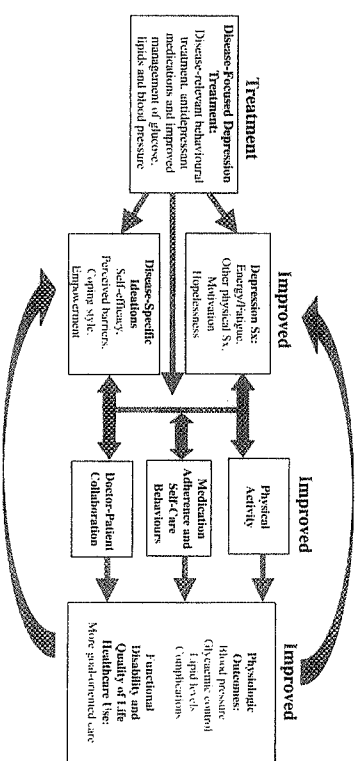 Treatment
Disease-Focused Depression
Treatment:
Disease-relevant behavioural
treatment, antidepressant
medications and improved
management of glucose,
lipids and blood pressure
Improved
Depression Sx:
Energy/Fatigue,
Other physical Sx,
Motivation
Hopelessness
Disease-Specific
Ideations
Self-efficacy,
Perceived barriers,
Coping style,
Empowerment
Improved
Physical
Activity
Medication
Adherence and
Self-Care
Behaviours
Doctor-Patient
Collaboration
Improved
Physiologic
Outcomes:
Blood pressure
Glycaemic control
Lipid levels
Complications
Functional
Disability and
Quality of Life
Healthcare Use:
More goal-oriented care